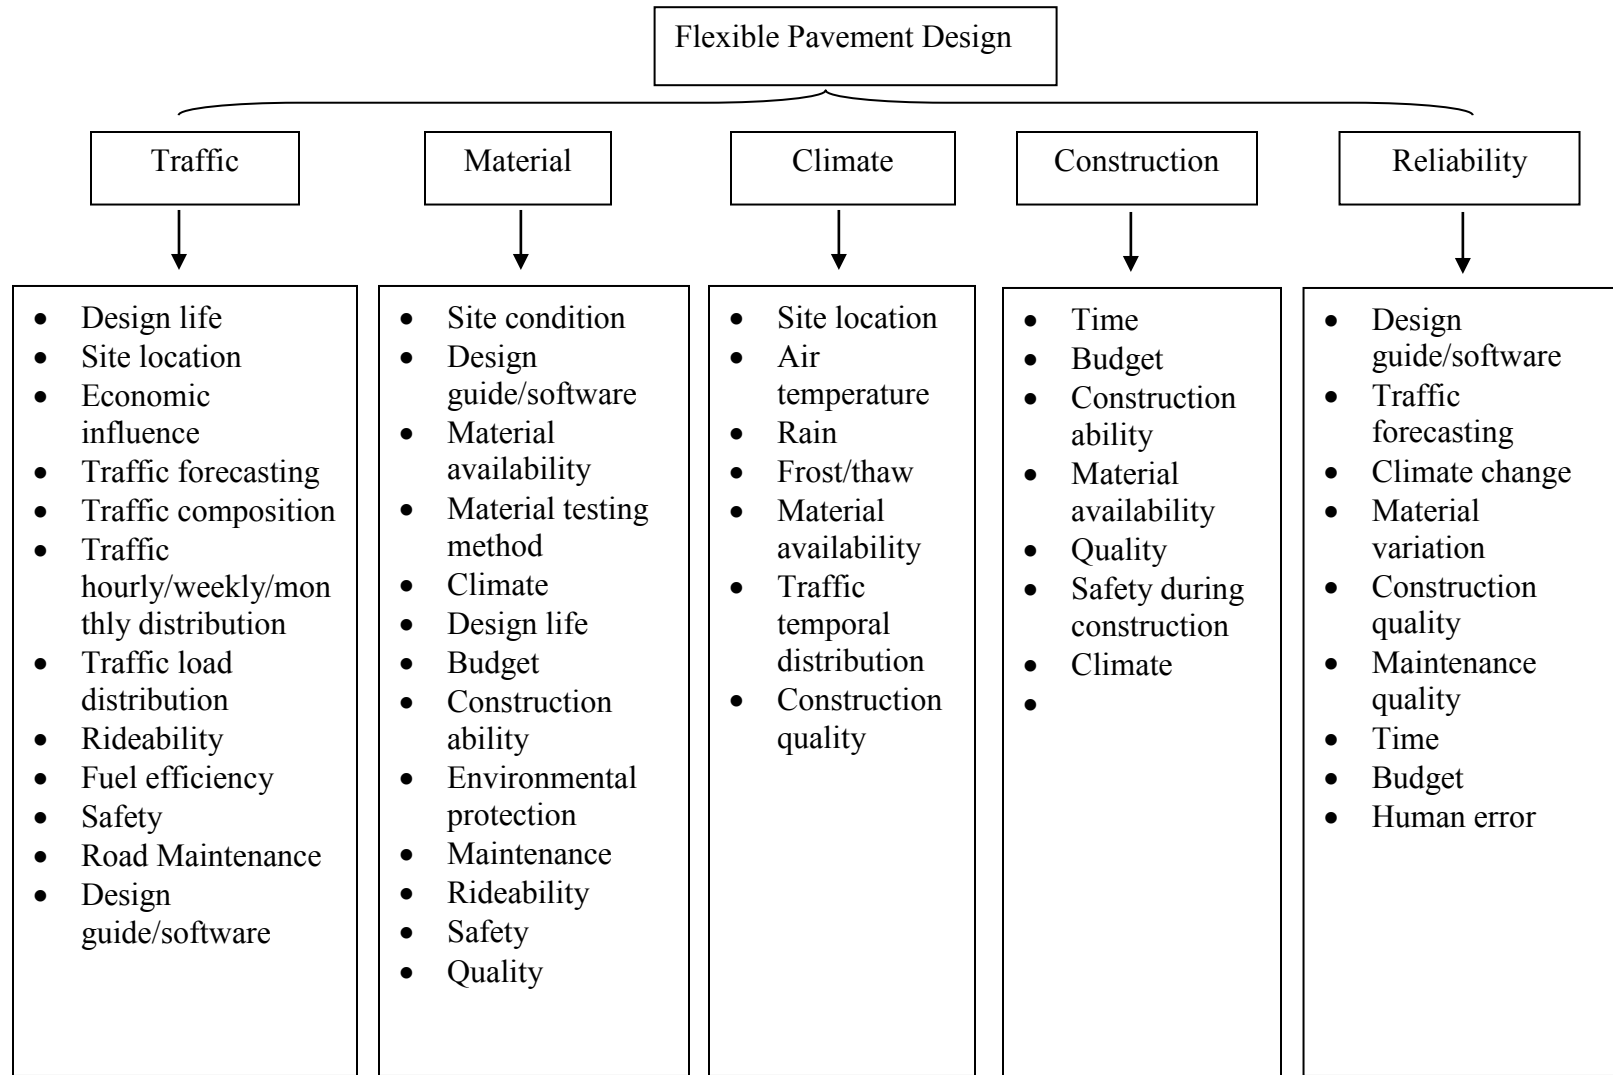 Flexible Pavement Design
Traffic
Material
Climate
Construction
Reliability
• Design life
• Site location
• Economic
influence
• Traffic forecasting
• Traffic composition
• Traffic
hourly/weekly/mon
thly distribution
• Traffic load
distribution
• Rideability
• Fuel efficiency
• Safety
• Road Maintenance
• Design
guide/software
• Site condition
• Design
guide/software
• Material
availability
• Material testing
method
• Climate
• Design life
• Budget
• Construction
ability
• Environmental
protection
• Maintenance
• Rideability
• Safety
• Quality
• Site location
• Air
temperature
• Rain
• Frost/thaw
• Material
availability
• Traffic
temporal
distribution
• Construction
quality
• Time
• Budget
• Construction
ability
• Material
availability
• Quality
• Safety during
construction
• Climate
•
• Design
guide/software
• Traffic
forecasting
• Climate change
• Material
variation
• Construction
quality
• Maintenance
quality
• Time
• Budget
• Human error